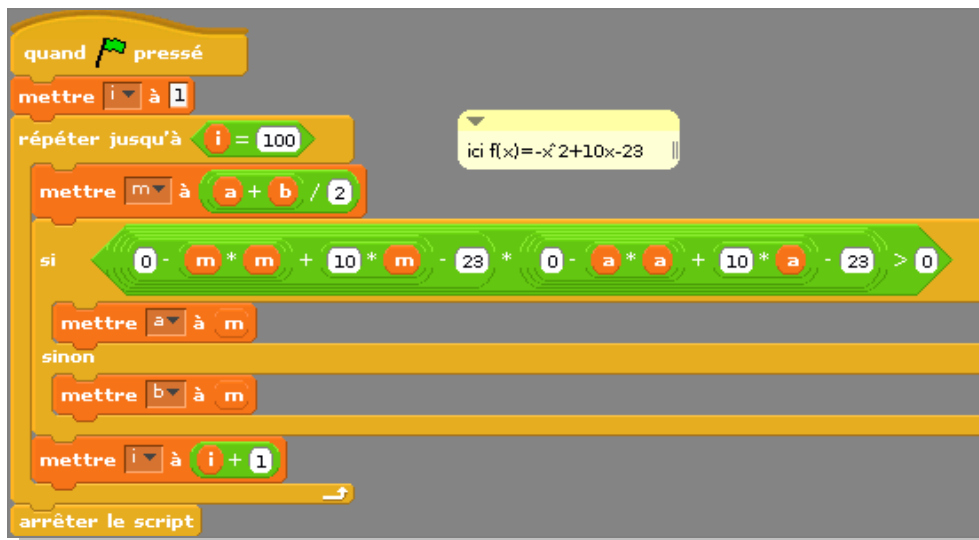 quand pressé
mettre i à 1
répéter jusqu'à i = 100
ici f(x)=-x^2+10x-23
mettre m à a + b / 2
si 0 - m * m + 10 * m - 23 * 0 - a * a + 10 * a - 23 > 0
mettre a à m
sinon
mettre b à m
mettre i à i + 1
arrêter le script